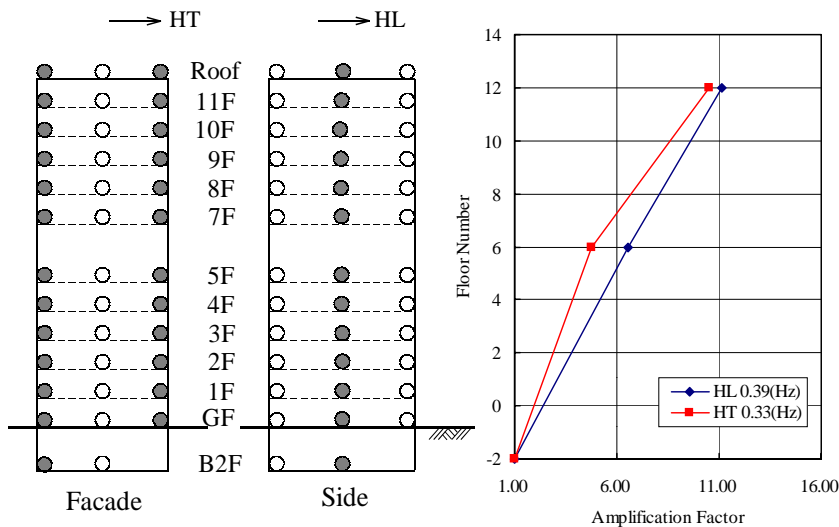 HT
HL
Roof
11F
10F
9F
8F
7F
5F
4F
3F
2F
1F
GF
B2F
Facade
Side
14
12
10
8
6
4
2
0
-2
Floor Number
HL 0.39(Hz)
HT 0.33(Hz)
1.00 6.00 11.00 16.00
Amplification Factor